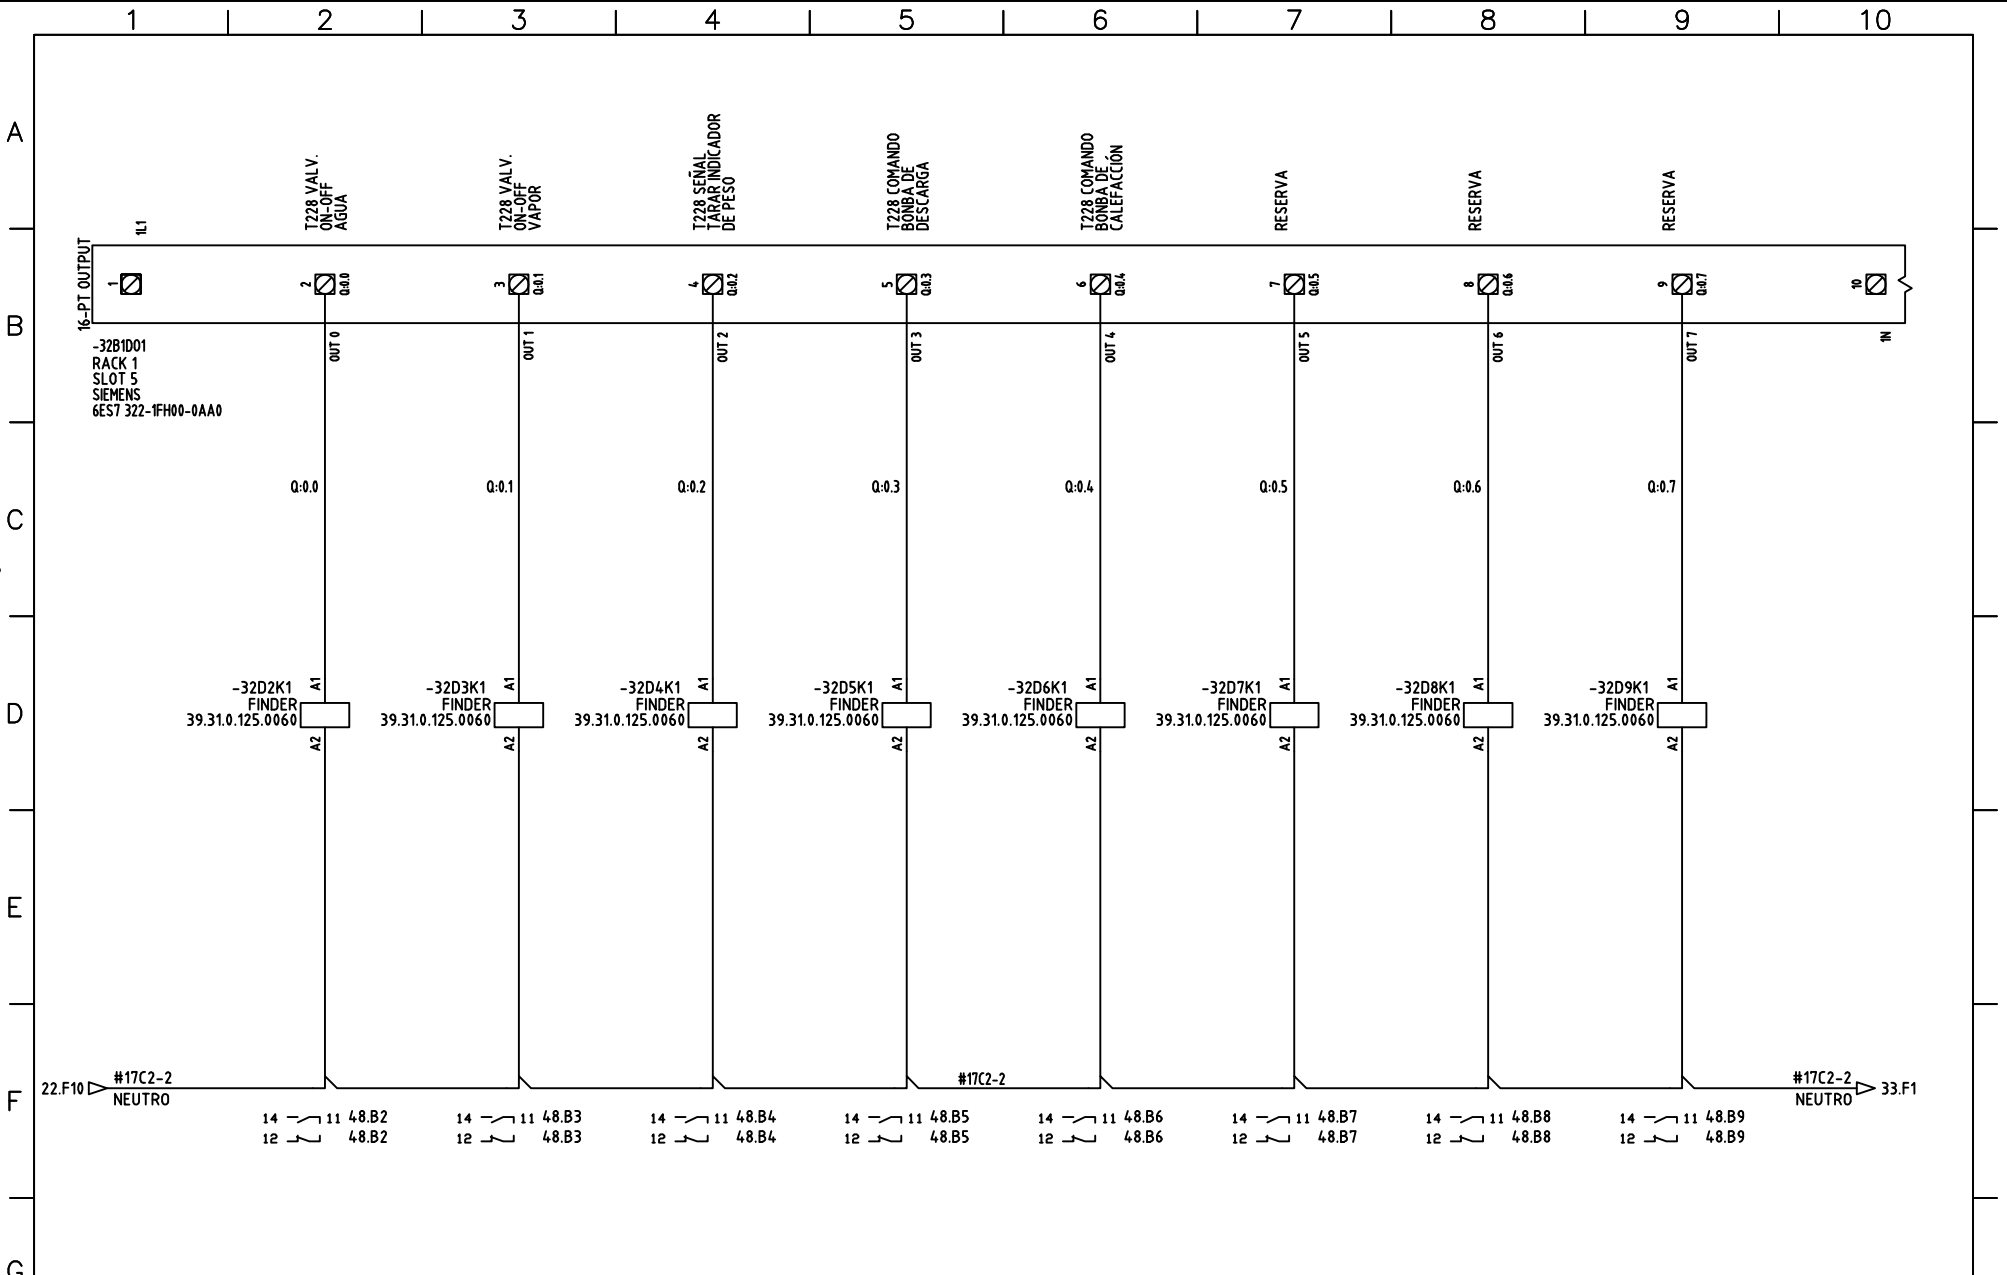 1 2 3 4 5 6 7 8 9 10
A
B
C
D
E
F
G
1L1
T228 VALV.
ON-OFF
AGUA
T228 VALV.
ON-OFF
VAPOR
T228 SEÑAL
TARAR INDICADOR
DE PESO
T228 COMANDO
BONBA DE
DESCARGA
T228 COMANDO
BONBA DE
CALEFACCIÓN
RESERVA
RESERVA
RESERVA
16-PT OUTPUT
1
2 Q:0.0
3 Q:0.1
4 Q:0.2
5 Q:0.3
6 Q:0.4
7 Q:0.5
8 Q:0.6
9 Q:0.7
10
OUT 0
OUT 1
OUT 2
OUT 3
OUT 4
OUT 5
OUT 6
OUT 7
1N
-32B1DO1
RACK 1
SLOT 5
SIEMENS
6ES7 322-1FH00-0AA0
Q:0.0 Q:0.1 Q:0.2 Q:0.3 Q:0.4 Q:0.5 Q:0.6 Q:0.7
-32D2K1 A1
FINDER
39.31.0.125.0060
A2
-32D3K1 A1
FINDER
39.31.0.125.0060
A2
-32D4K1 A1
FINDER
39.31.0.125.0060
A2
-32D5K1 A1
FINDER
39.31.0.125.0060
A2
-32D6K1 A1
FINDER
39.31.0.125.0060
A2
-32D7K1 A1
FINDER
39.31.0.125.0060
A2
-32D8K1 A1
FINDER
39.31.0.125.0060
A2
-32D9K1 A1
FINDER
39.31.0.125.0060
A2
22.F10
#17C2-2
NEUTRO
#17C2-2
#17C2-2
NEUTRO
33.F1
14 11 48.B2
12 48.B2
14 11 48.B3
12 48.B3
14 11 48.B4
12 48.B4
14 11 48.B5
12 48.B5
14 11 48.B6
12 48.B6
14 11 48.B7
12 48.B7
14 11 48.B8
12 48.B8
14 11 48.B9
12 48.B9